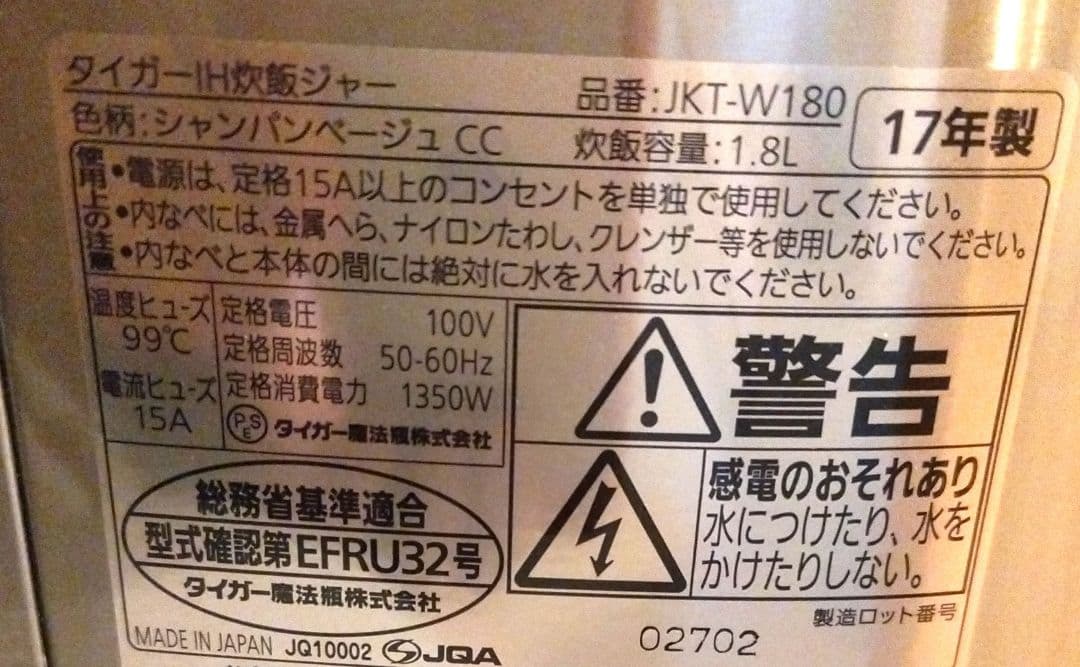 タイガーIH炊飯ジャー
品番:JKT-W180
17年製
色柄:シャンパンベージュ CC
炊飯容量:1.8L
使用上の注意
•電源は、定格15A以上のコンセントを単独で使用してください。
•内なべには、金属へら、ナイロンたわし、クレンザー等を使用しないでください。
•内なべと本体の間には絶対に水を入れないでください。
温度ヒューズ
99℃
電流ヒューズ
15A
定格電圧 100V
定格周波数 50-60Hz
定格消費電力 1350W
PSE タイガー魔法瓶株式会社
警告
感電のおそれあり
水につけたり、水を
かけたりしない。
総務省基準適合
型式確認第EFRU32号
タイガー魔法瓶株式会社
製造ロット番号
02702
MADE IN JAPAN JQ10002 JQA